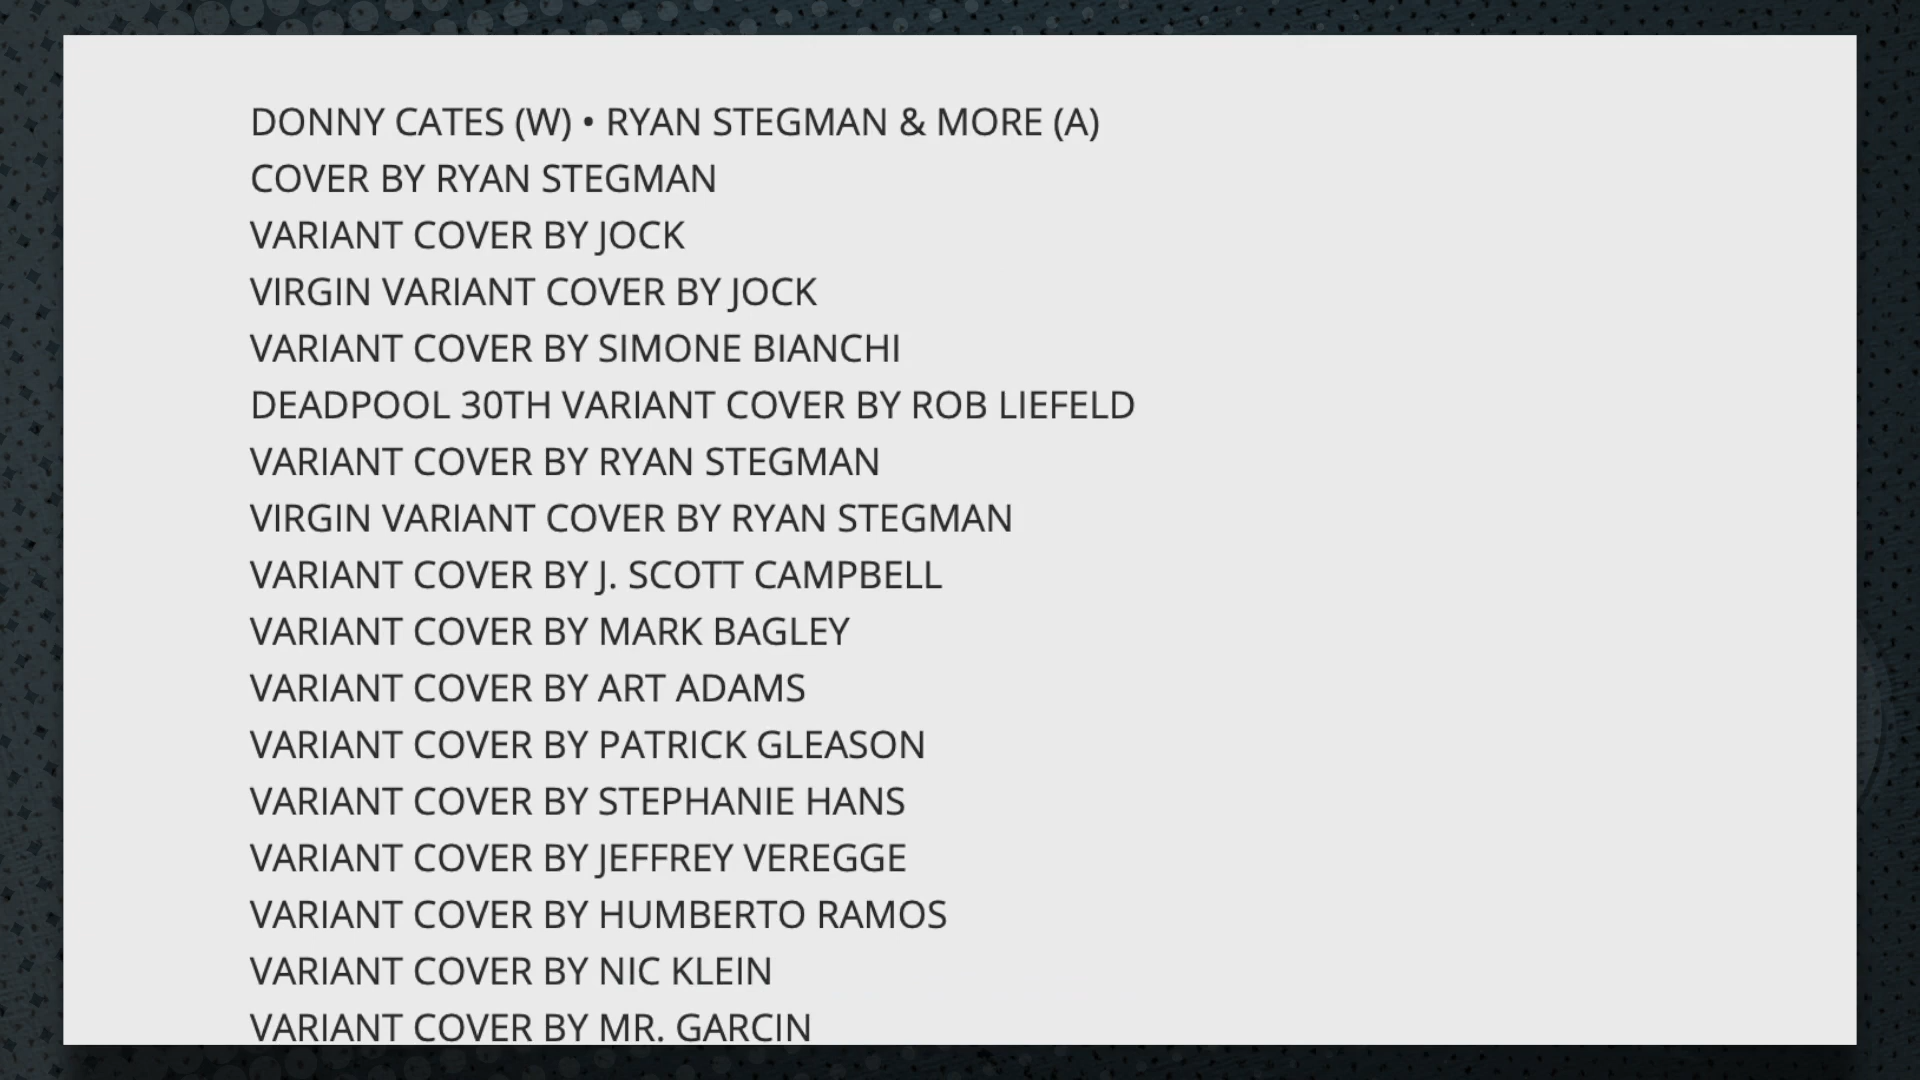 DONNY CATES (W) • RYAN STEGMAN & MORE (A)
COVER BY RYAN STEGMAN
VARIANT COVER BY JOCK
VIRGIN VARIANT COVER BY JOCK
VARIANT COVER BY SIMONE BIANCHI
DEADPOOL 30TH VARIANT COVER BY ROB LIEFELD
VARIANT COVER BY RYAN STEGMAN
VIRGIN VARIANT COVER BY RYAN STEGMAN
VARIANT COVER BY J. SCOTT CAMPBELL
VARIANT COVER BY MARK BAGLEY
VARIANT COVER BY ART ADAMS
VARIANT COVER BY PATRICK GLEASON
VARIANT COVER BY STEPHANIE HANS
VARIANT COVER BY JEFFREY VEREGGE
VARIANT COVER BY HUMBERTO RAMOS
VARIANT COVER BY NIC KLEIN
VARIANT COVER BY MR. GARCIN